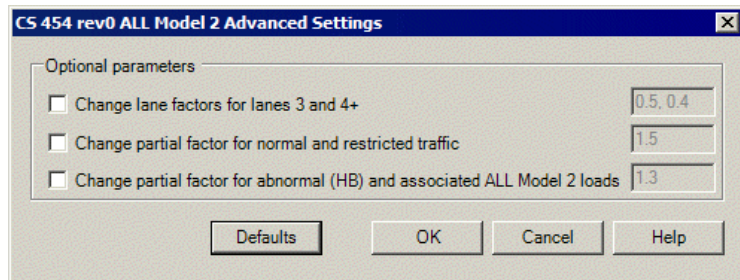 CS 454 rev0 ALL Model 2 Advanced Settings
Optional parameters
Change lane factors for lanes 3 and 4+ 0.5, 0.4
Change partial factor for normal and restricted traffic 1.5
Change partial factor for abnormal (HB) and associated ALL Model 2 loads 1.3
Defaults OK Cancel Help